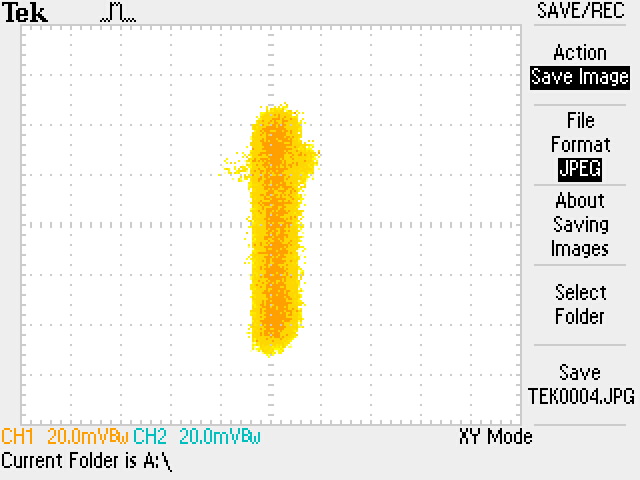 Tek
SAVE/REC
Action
Save Image
File
Format
JPEG
About
Saving
Images
Select
Folder
Save
TEK0004.JPG
CH1 20.0mVBw CH2 20.0mVBw XY Mode
Current Folder is A:\